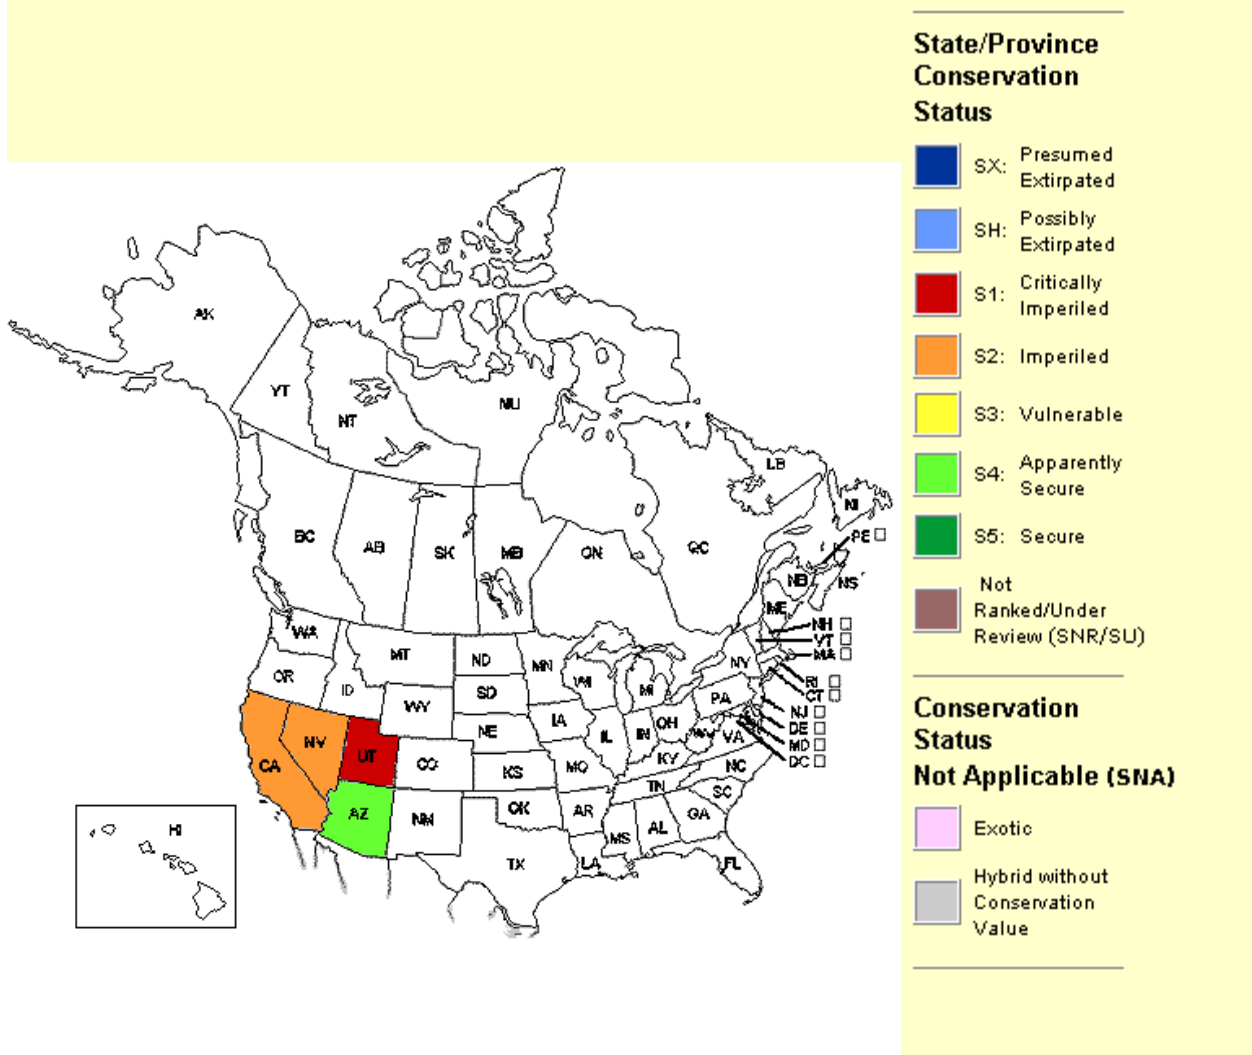 State/Province
Conservation
Status
SX: Presumed
Extirpated
SH: Possibly
Extirpated
S1: Critically
Imperiled
S2: Imperiled
S3: Vulnerable
S4: Apparently
Secure
S5: Secure
Not
Ranked/Under
Review (SNR/SU)
Conservation
Status
Not Applicable (SNA)
Exotic
Hybrid without
Conservation
Value
AK
YT
NT
NU
LB
NF
BC
AB
SK
MB
ON
QC
PE
NB
NS
ME
WA
NH
VT
MA
MT
ND
MN
OR
ID
WY
SD
WI
MI
NY
RI
CT
PA
NJ
DE
MD
DC
CA
NV
UT
CO
NE
IA
IL
IN
OH
WV
VA
KS
MO
KY
NC
AZ
NM
OK
AR
TN
SC
MS
AL
GA
TX
LA
FL
HI